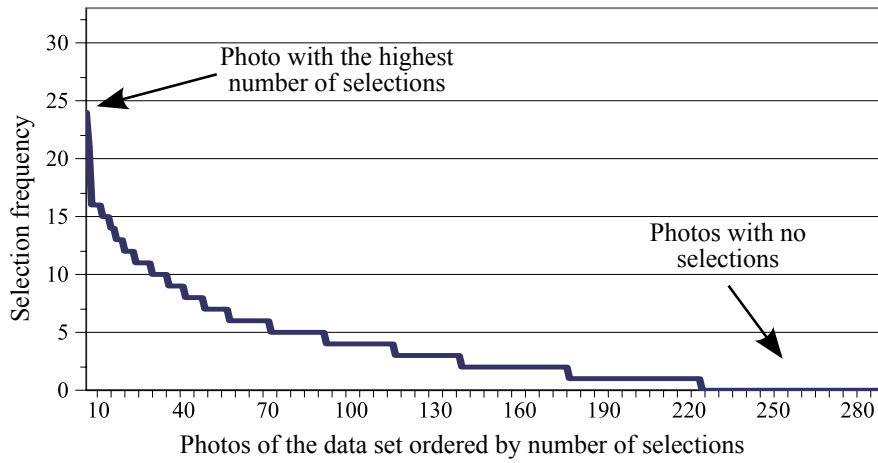 30
25
20
15
10
5
0
Selection frequency
Photo with the highest
number of selections
Photos with no
selections
10 40 70 100 130 160 190 220 250 280
Photos of the data set ordered by number of selections